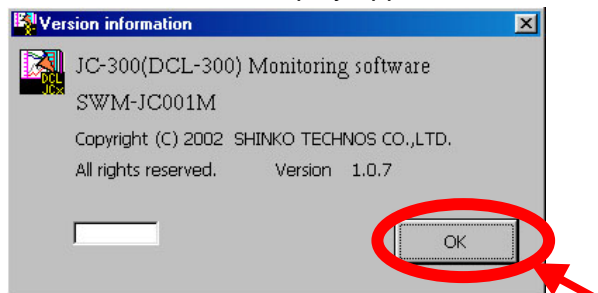 Version information
JC-300(DCL-300) Monitoring software
SWM-JC001M
Copyright (C) 2002 SHINKO TECHNOS CO.,LTD.
All rights reserved. Version 1.0.7
OK
DCL
JCx